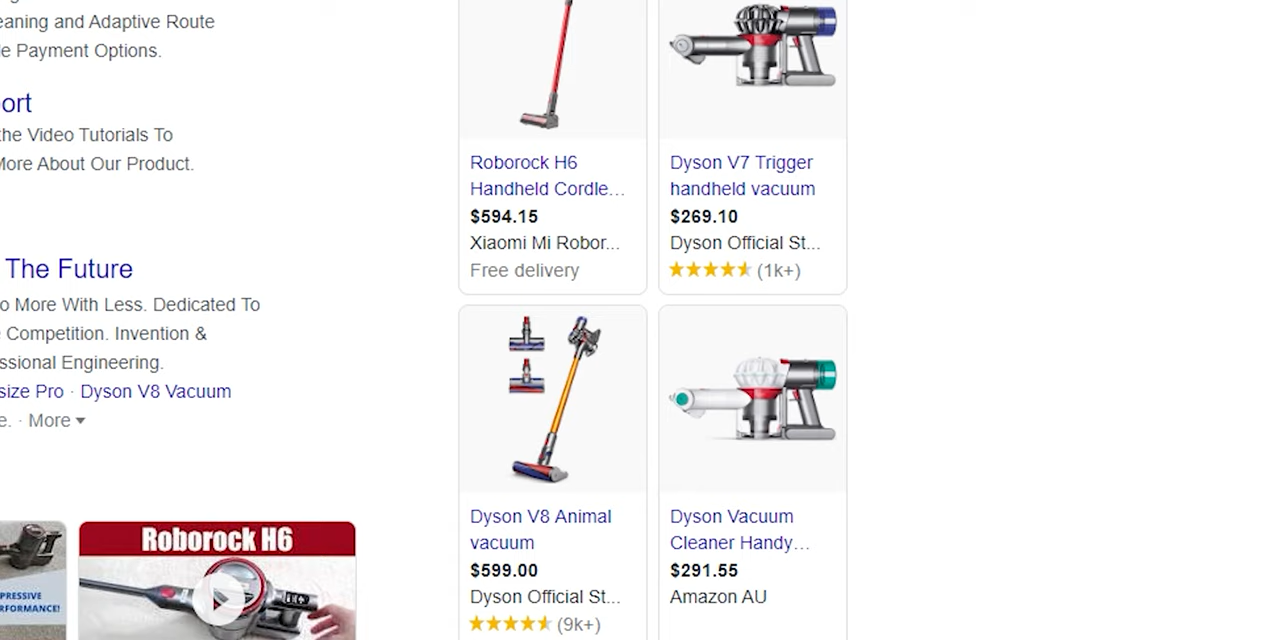 eaning and Adaptive Route
e Payment Options.
ort
the Video Tutorials To
More About Our Product.
The Future
o More With Less. Dedicated To
Competition. Invention &
ssional Engineering.
size Pro · Dyson V8 Vacuum
e. · More
PRESSIVE
RFORMANCE!
Roborock H6
Roborock H6
Handheld Cordle...
$594.15
Xiaomi Mi Robor...
Free delivery
Dyson V7 Trigger
handheld vacuum
$269.10
Dyson Official St...
(1k+)
Dyson V8 Animal
vacuum
$599.00
Dyson Official St...
(9k+)
Dyson Vacuum
Cleaner Handy...
$291.55
Amazon AU